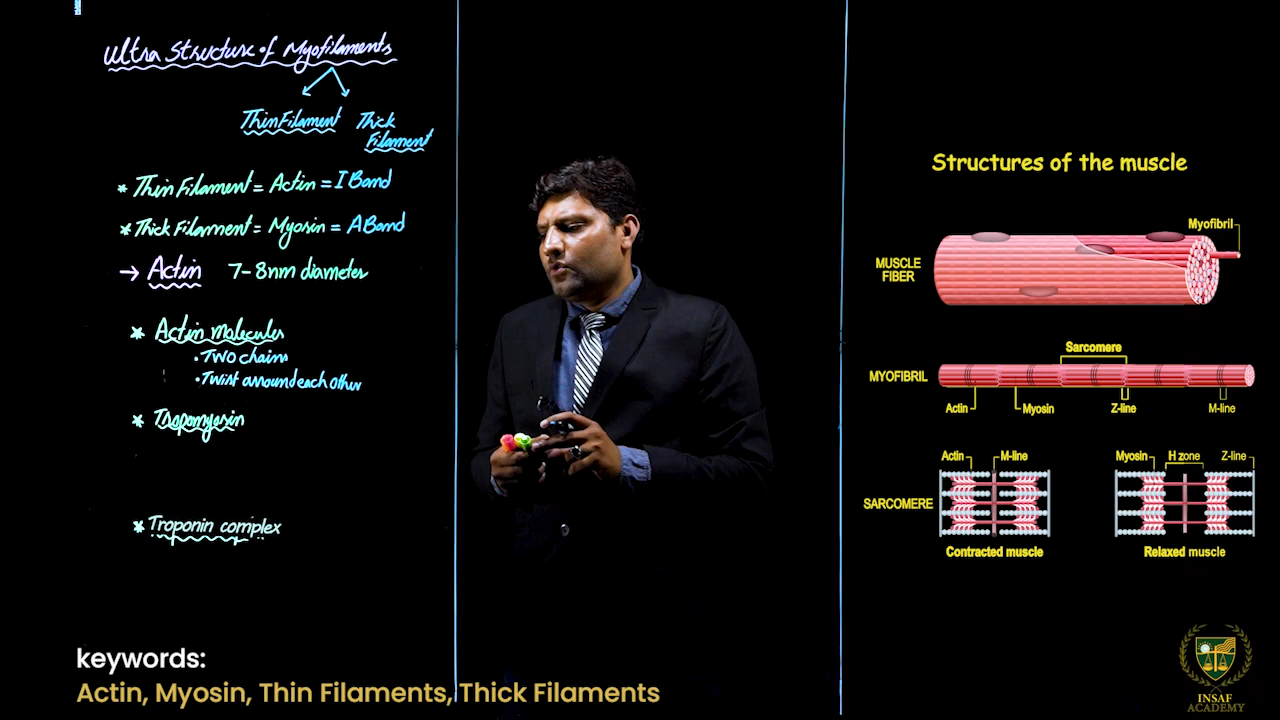 Ultra Structure of Myofilaments
Thin Filament
Thick
Filament
* Thin Filament = Actin = I Band
* Thick Filament = Myosin = A Band
→ Actin 7-8nm diameter
* Actin molecules
• Two chains
• Twist arround each other
* Tropomyosin
* Troponin complex
Structures of the muscle
Myofibril
MUSCLE
FIBER
Sarcomere
MYOFIBRIL
Actin
Myosin
Z-line
M-line
Actin
M-line
Myosin
H zone
Z-line
SARCOMERE
Contracted muscle
Relaxed muscle
keywords:
Actin, Myosin, Thin Filaments, Thick Filaments
INSAF
ACADEMY